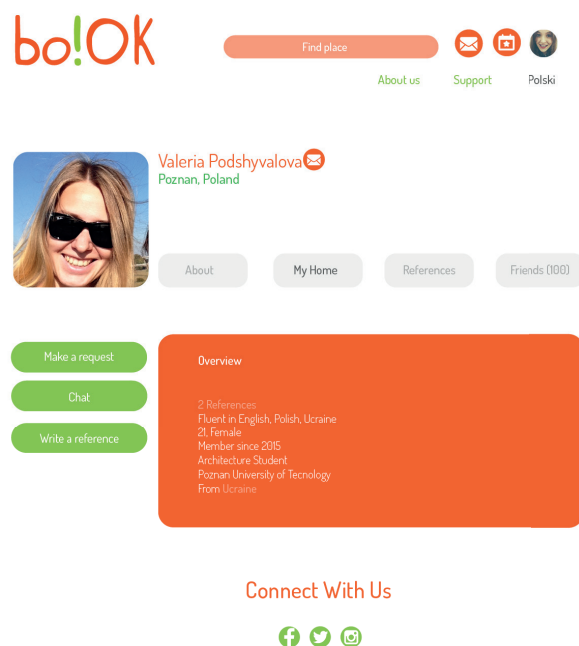 bo!OK
Find place
About us
Support
Polski
Valeria Podshyvalova
Poznan, Poland
About
My Home
References
Friends (100)
Make a request
Chat
Write a reference
Overview
2 References
Fluent in English, Polish, Ucraine
21, Female
Member since 2015
Architecture Student
Poznan University of Tecnology
From Ucraine
Connect With Us